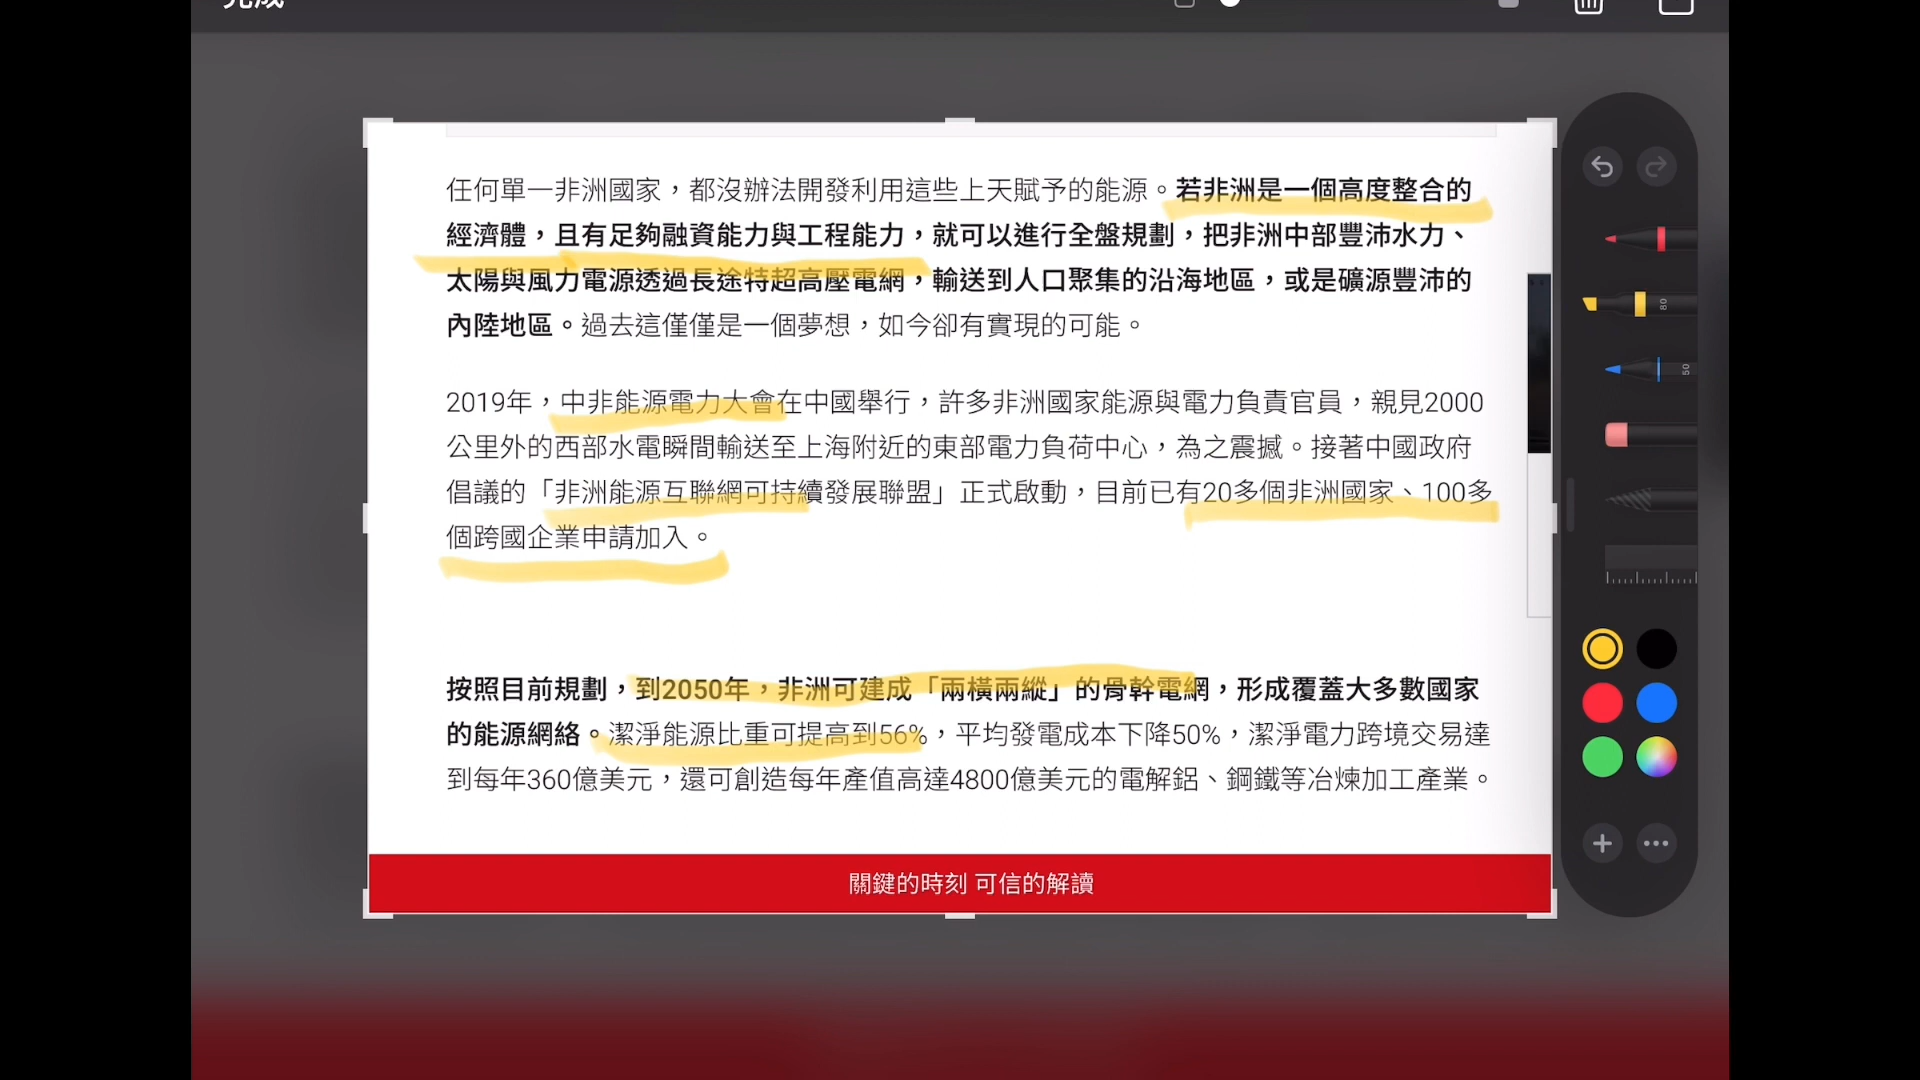 完成
任何單一非洲國家，都沒辦法開發利用這些上天賦予的能源。若非洲是一個高度整合的
經濟體，且有足夠融資能力與工程能力，就可以進行全盤規劃，把非洲中部豐沛水力、
太陽與風力電源透過長途特超高壓電網，輸送到人口聚集的沿海地區，或是礦源豐沛的
內陸地區。過去這僅僅是一個夢想，如今卻有實現的可能。
2019年，中非能源電力大會在中國舉行，許多非洲國家能源與電力負責官員，親見2000
公里外的西部水電瞬間輸送至上海附近的東部電力負荷中心，為之震撼。接著中國政府
倡議的「非洲能源互聯網可持續發展聯盟」正式啟動，目前已有20多個非洲國家、100多
個跨國企業申請加入。
按照目前規劃，到2050年，非洲可建成「兩橫兩縱」的骨幹電網，形成覆蓋大多數國家
的能源網絡。潔淨能源比重可提高到56%，平均發電成本下降50%，潔淨電力跨境交易達
到每年360億美元，還可創造每年產值高達4800億美元的電解鋁、鋼鐵等冶煉加工產業。
關鍵的時刻 可信的解讀
80
50